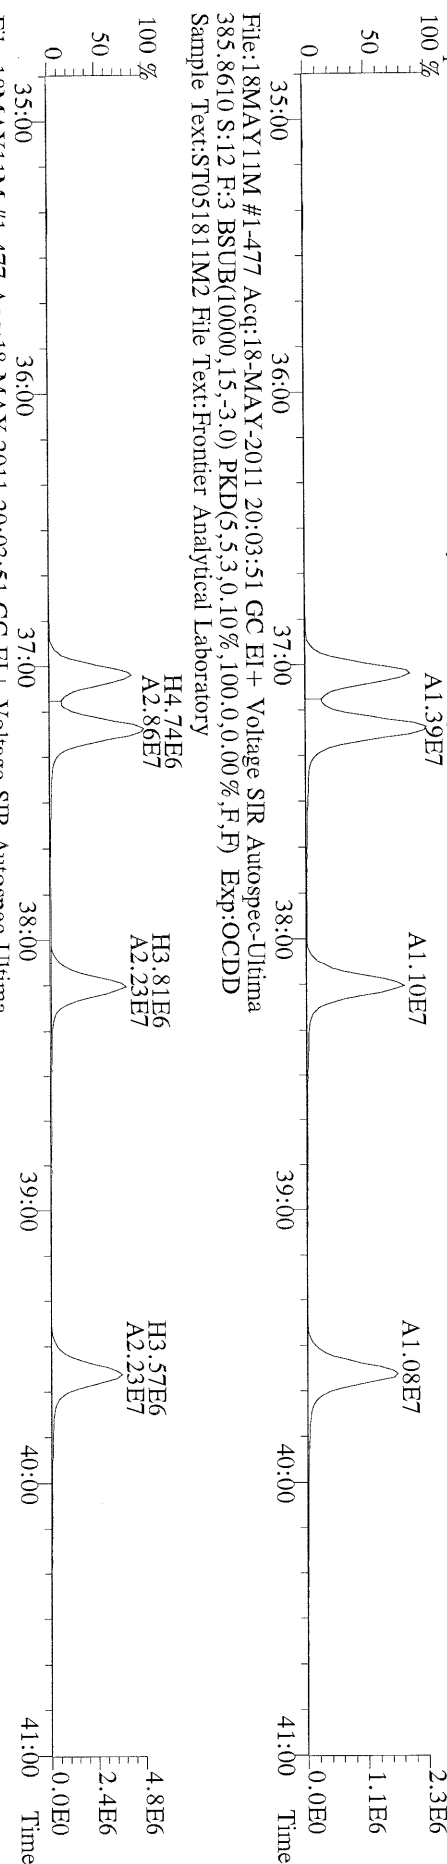 100 %
A1.39E7
A1.10E7
A1.08E7
2.3E6
50
1.1E6
0
0.0E0
35:00
36:00
37:00
38:00
39:00
40:00
41:00
Time
File:18MAY11M #1-477 Acq:18-MAY-2011 20:03:51 GC EI+ Voltage SIR Autospec-Ultima
385.8610 S:12 F:3 BSUB(10000,15,-3.0) PKD(5,5,3,0.10%,100.0,0.00%,F,F) Exp:OCDD
Sample Text:ST051811M2 File Text:Frontier Analytical Laboratory
100 %
H4.74E6
A2.86E7
H3.81E6
A2.23E7
H3.57E6
A2.23E7
4.8E6
50
2.4E6
0
0.0E0
35:00
36:00
37:00
38:00
39:00
40:00
41:00
Time